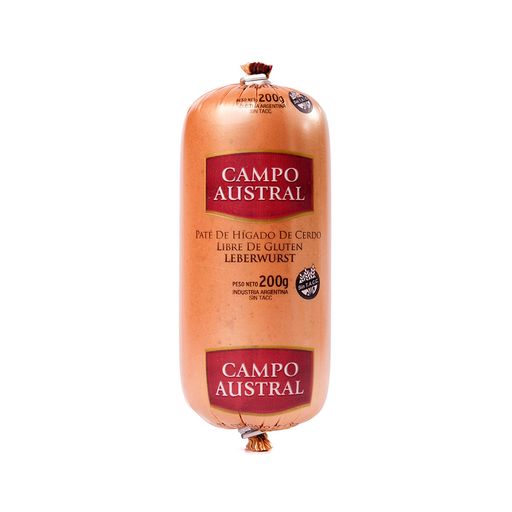 PESO NETO 200g
INDUSTRIA ARGENTINA
SIN TACC
CAMPO
AUSTRAL
PATÉ DE HÍGADO DE CERDO
LIBRE DE GLUTEN
LEBERWURST
PESO NETO 200g
INDUSTRIA ARGENTINA
SIN TACC
Sin T.A.C.C.
CAMPO
AUSTRAL